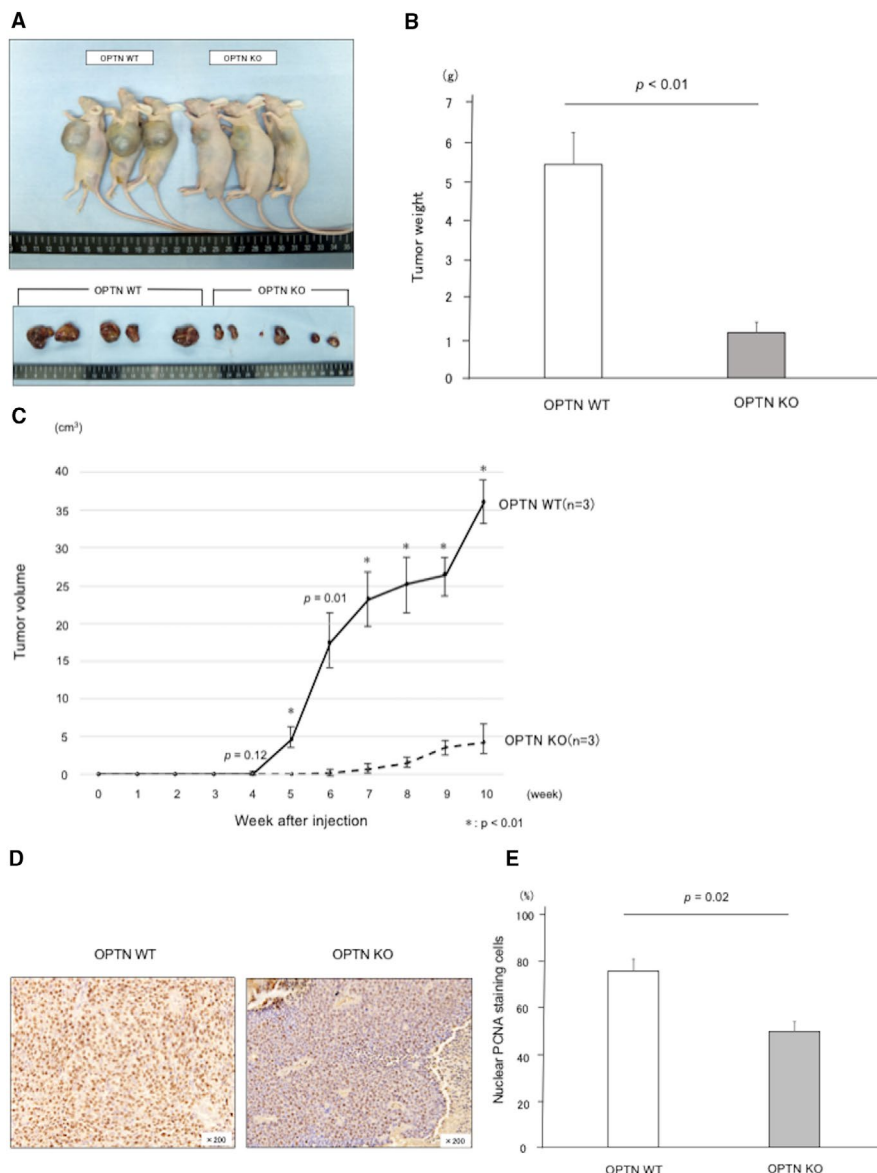 A
OPTN WT
OPTN KO
OPTN WT
OPTN KO
B
(g)
p < 0.01
7
6
5
4
3
2
1
0
Tumor weight
OPTN WT
OPTN KO
C
(cm³)
40
35
30
25
20
15
10
5
0
Tumor volume
p = 0.12
*
p = 0.01
*
*
*
*
OPTN WT(n=3)
OPTN KO(n=3)
0 1 2 3 4 5 6 7 8 9 10 (week)
Week after injection
*: p < 0.01
D
OPTN WT
OPTN KO
×200
×200
E
(%)
p = 0.02
100
80
60
40
20
0
Nuclear PCNA staining cells
OPTN WT
OPTN KO